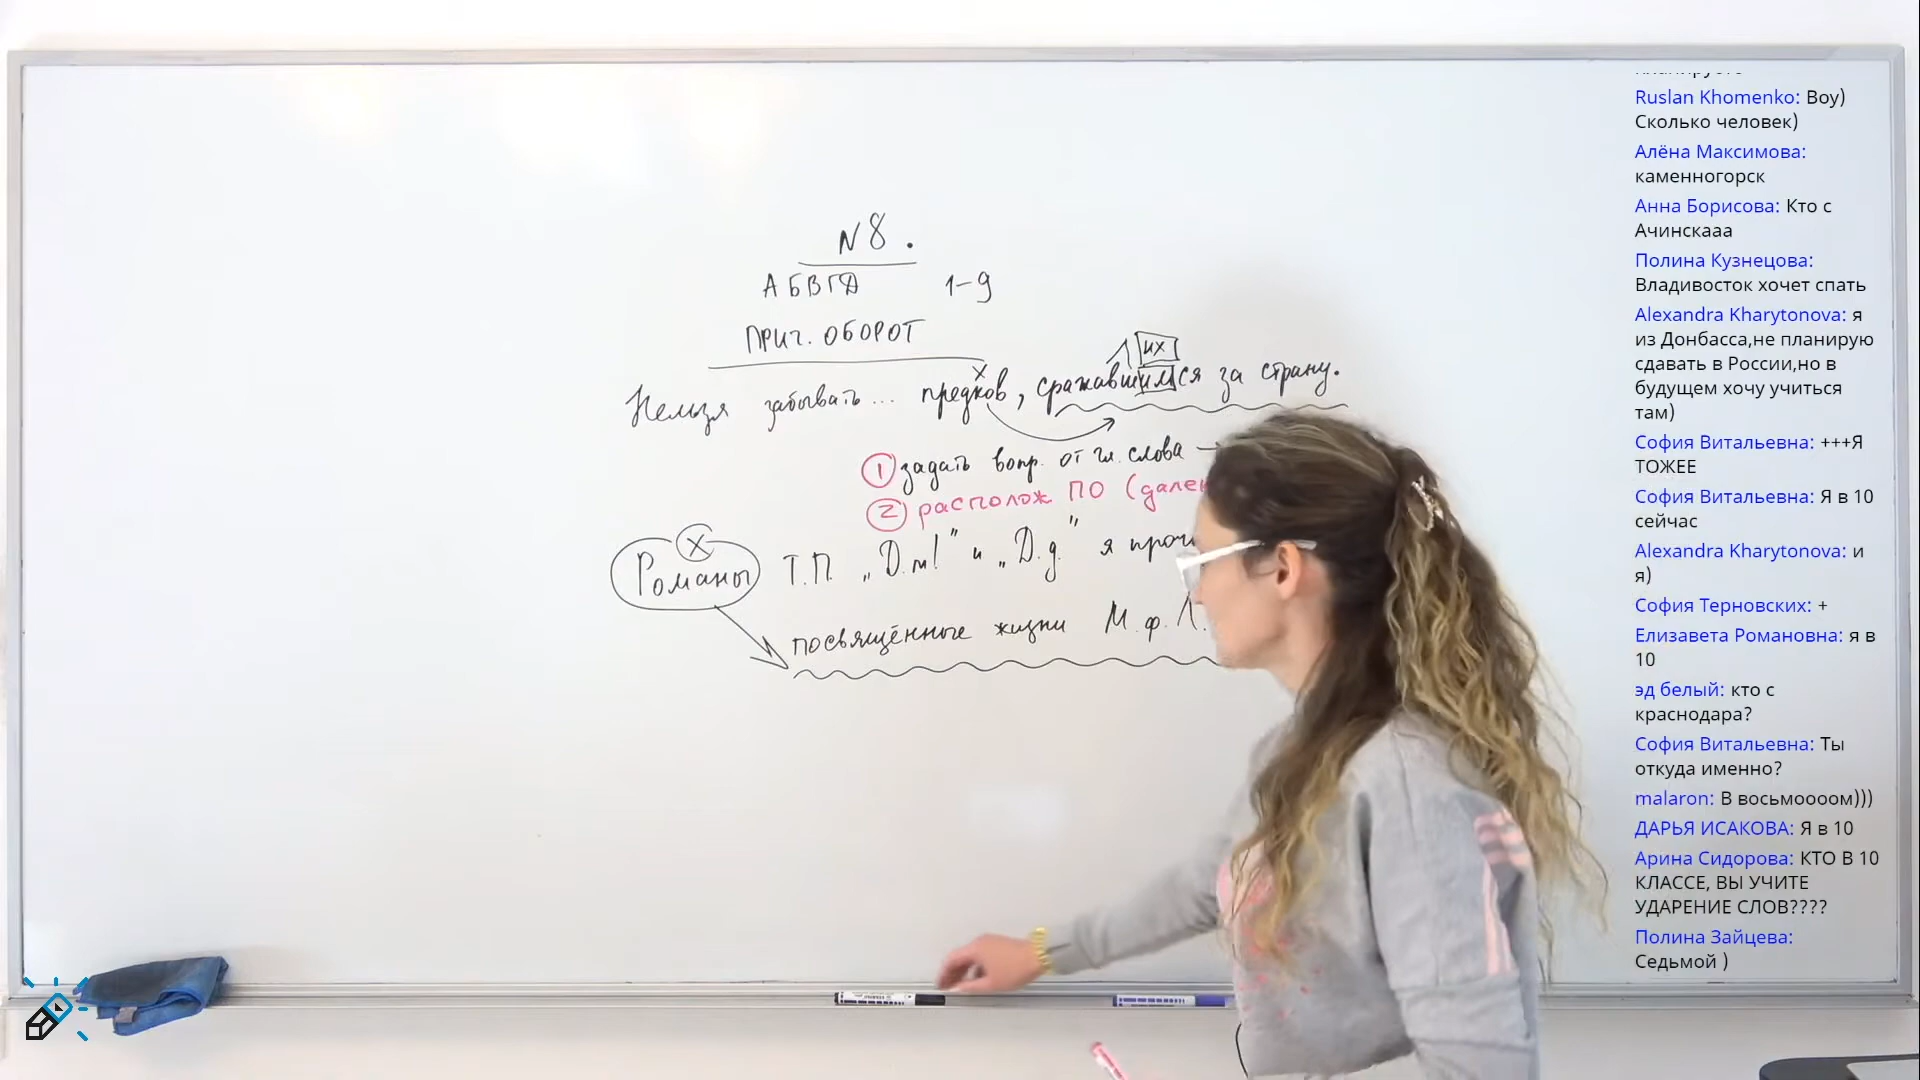 №8.
АБВГД 1-9
ПРИЧ. ОБОРОТ
их
х
Нельзя забывать... предков, сражавшимся за страну.
① задать вопр. от гл. слова
② располож ПО (далек
х
Романы Т.П. „Д.м!" и „Д.д." я проч
посвящённые жизни М.ф.Л.
Ruslan Khomenko: Воу)
Сколько человек)
Алёна Максимова:
каменногорск
Анна Борисова: Кто с
Ачинскааа
Полина Кузнецова:
Владивосток хочет спать
Alexandra Kharytonova: я
из Донбасса,не планирую
сдавать в России,но в
будущем хочу учиться
там)
София Витальевна: +++Я
ТОЖЕЕ
София Витальевна: Я в 10
сейчас
Alexandra Kharytonova: и
я)
София Терновских: +
Елизавета Романовна: я в
10
эд белый: кто с
краснодара?
София Витальевна: Ты
откуда именно?
malaron: В восьмоооом)))
ДАРЬЯ ИСАКОВА: Я в 10
Арина Сидорова: КТО В 10
КЛАССЕ, ВЫ УЧИТЕ
УДАРЕНИЕ СЛОВ????
Полина Зайцева:
Седьмой )